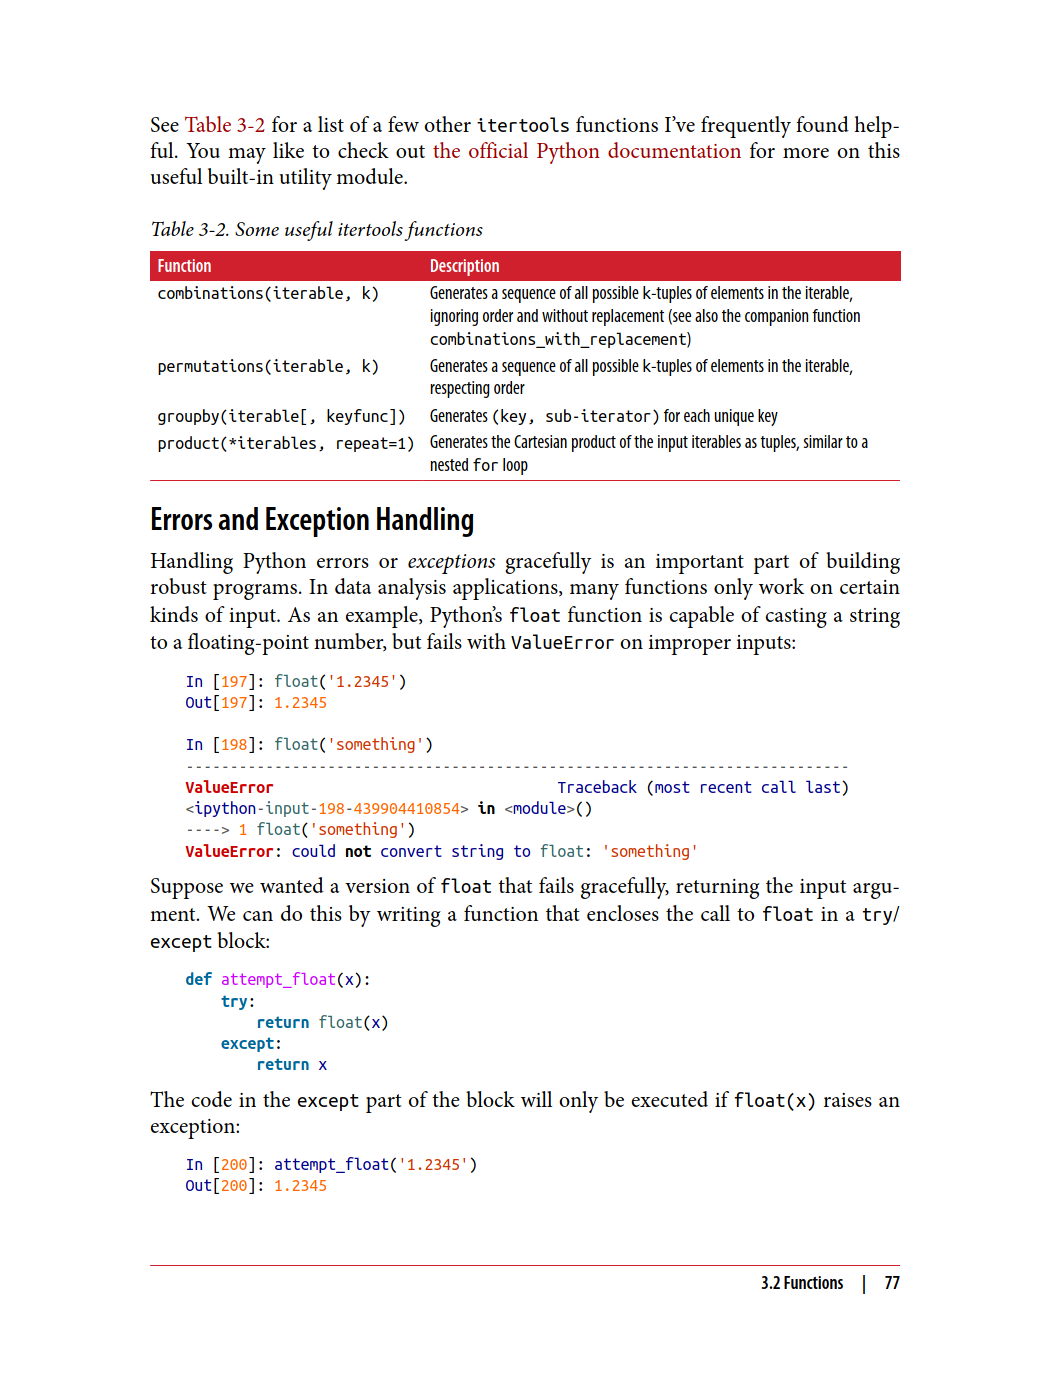 See Table 3-2 for a list of a few other itertools functions I’ve frequently found help-
ful. You may like to check out the official Python documentation for more on this
useful built-in utility module.
Table 3-2. Some useful itertools functions
Function Description
combinations(iterable, k) Generates a sequence of all possible k-tuples of elements in the iterable,
ignoring order and without replacement (see also the companion function
combinations_with_replacement)
permutations(iterable, k) Generates a sequence of all possible k-tuples of elements in the iterable,
respecting order
groupby(iterable[, keyfunc]) Generates (key, sub-iterator) for each unique key
product(*iterables, repeat=1) Generates the Cartesian product of the input iterables as tuples, similar to a
nested for loop
Errors and Exception Handling
Handling Python errors or exceptions gracefully is an important part of building
robust programs. In data analysis applications, many functions only work on certain
kinds of input. As an example, Python’s float function is capable of casting a string
to a floating-point number, but fails with ValueError on improper inputs:
In [197]: float('1.2345')
Out[197]: 1.2345
In [198]: float('something')
---------------------------------------------------------------------------
ValueError Traceback (most recent call last)
<ipython-input-198-439904410854> in <module>()
----> 1 float('something')
ValueError: could not convert string to float: 'something'
Suppose we wanted a version of float that fails gracefully, returning the input argu-
ment. We can do this by writing a function that encloses the call to float in a try/
except block:
def attempt_float(x):
    try:
        return float(x)
    except:
        return x
The code in the except part of the block will only be executed if float(x) raises an
exception:
In [200]: attempt_float('1.2345')
Out[200]: 1.2345
3.2 Functions | 77